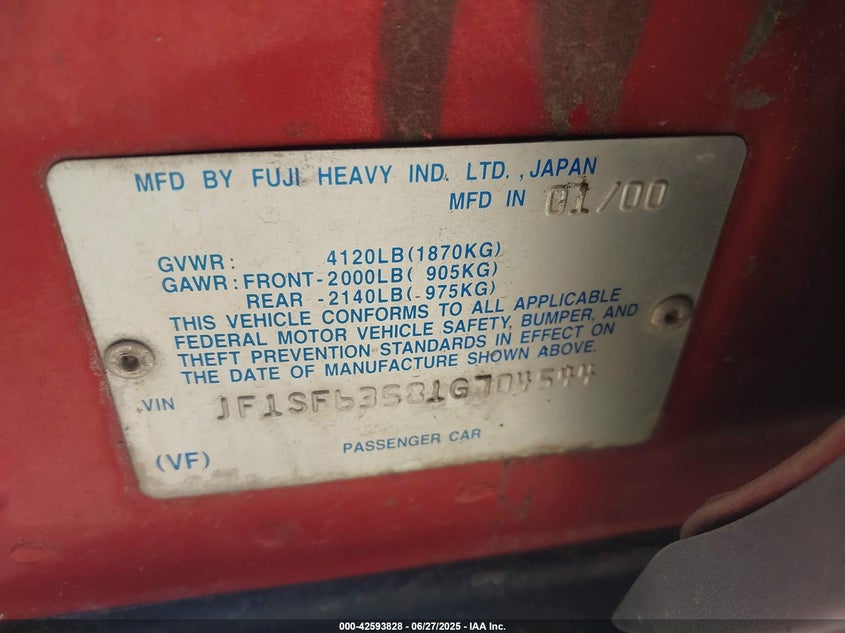 MFD BY FUJI HEAVY IND. LTD., JAPAN
MFD IN 01/00
GVWR: 4120LB(1870KG)
GAWR: FRONT-2000LB( 905KG)
REAR -2140LB( 975KG)
THIS VEHICLE CONFORMS TO ALL APPLICABLE
FEDERAL MOTOR VEHICLE SAFETY, BUMPER, AND
THEFT PREVENTION STANDARDS IN EFFECT ON
THE DATE OF MANUFACTURE SHOWN ABOVE.
VIN JF1SF63581G704544
PASSENGER CAR
(VF)
000-42593828 - 06/27/2025 - IAA Inc.